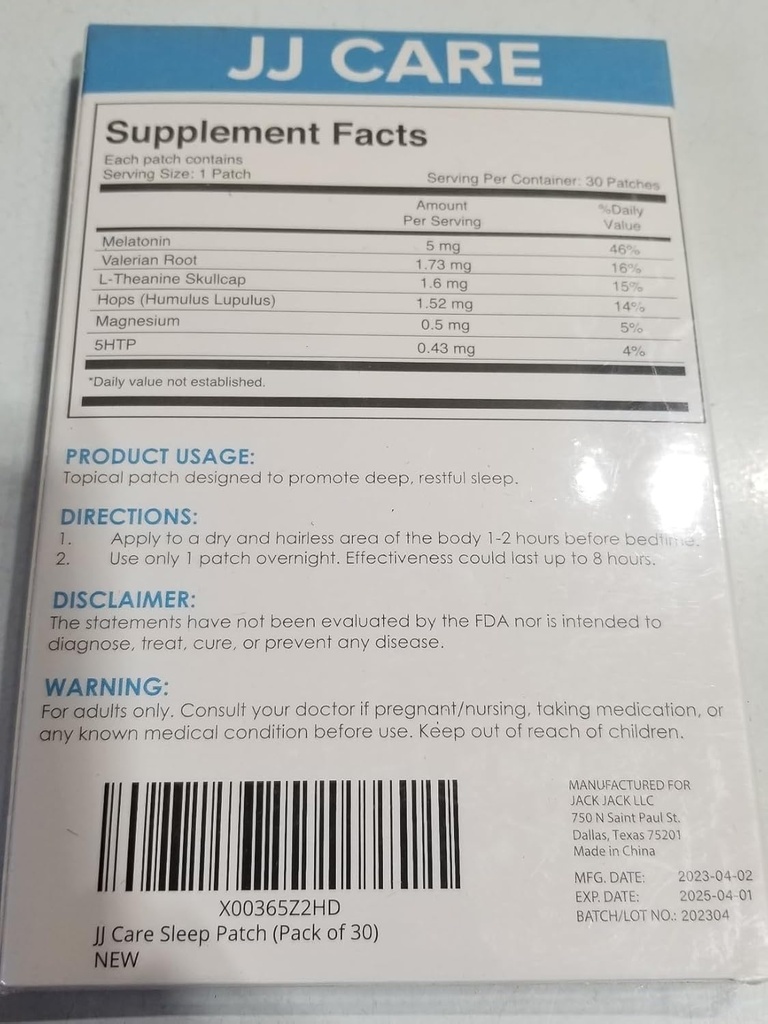 JJ CARE
Supplement Facts
Each patch contains
Serving Size: 1 Patch
Serving Per Container: 30 Patches
Amount Per Serving %Daily Value
Melatonin 5 mg 46%
Valerian Root 1.73 mg 16%
L-Theanine Skullcap 1.6 mg 15%
Hops (Humulus Lupulus) 1.52 mg 14%
Magnesium 0.5 mg 5%
5HTP 0.43 mg 4%
*Daily value not established.
PRODUCT USAGE:
Topical patch designed to promote deep, restful sleep.
DIRECTIONS:
1. Apply to a dry and hairless area of the body 1-2 hours before bedtime.
2. Use only 1 patch overnight. Effectiveness could last up to 8 hours.
DISCLAIMER:
The statements have not been evaluated by the FDA nor is intended to
diagnose, treat, cure, or prevent any disease.
WARNING:
For adults only. Consult your doctor if pregnant/nursing, taking medication, or
any known medical condition before use. Keep out of reach of children.
X00365Z2HD
JJ Care Sleep Patch (Pack of 30)
NEW
MANUFACTURED FOR
JACK JACK LLC
750 N Saint Paul St.
Dallas, Texas 75201
Made in China
MFG. DATE: 2023-04-02
EXP. DATE: 2025-04-01
BATCH/LOT NO.: 202304